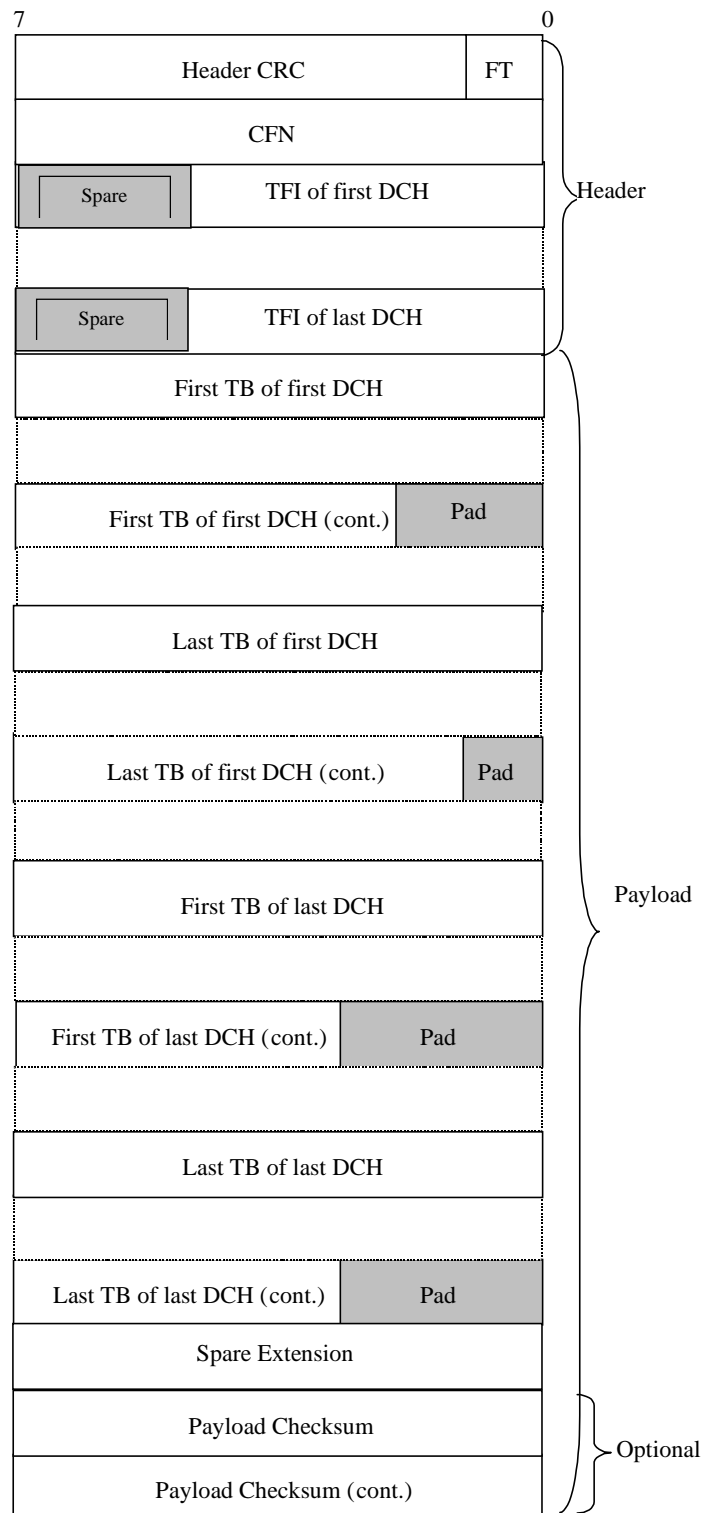 7 0
Header CRC FT
CFN
Spare TFI of first DCH
Header
Spare TFI of last DCH
First TB of first DCH
First TB of first DCH (cont.) Pad
Last TB of first DCH
Last TB of first DCH (cont.) Pad
First TB of last DCH
Payload
First TB of last DCH (cont.) Pad
Last TB of last DCH
Last TB of last DCH (cont.) Pad
Spare Extension
Payload Checksum
Optional
Payload Checksum (cont.)